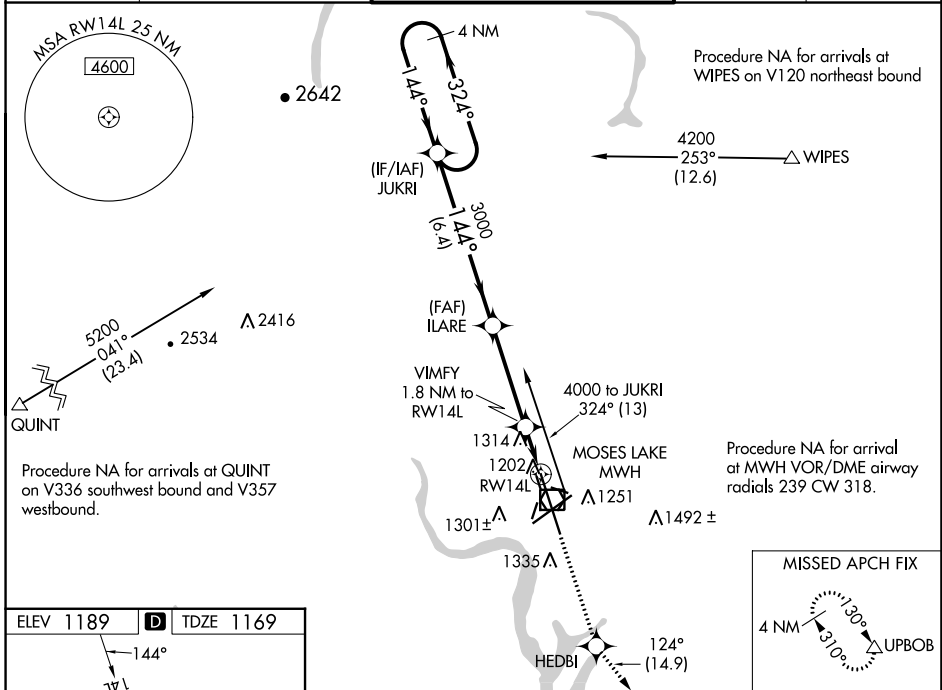 MSA RW14L 25 NM
4600
2642
4 NM
144°
324°
Procedure NA for arrivals at
WIPES on V120 northeast bound
4200
253°
(12.6)
WIPES
(IF/IAF)
JUKRI
3000
144°
(6.4)
5200
041°
(23.4)
2534
2416
QUINT
(FAF)
ILARE
VIMFY
1.8 NM to
RW14L
4000 to JUKRI
324° (13)
1314
1202
RW14L
MOSES LAKE
MWH
1251
1301±
1492 ±
1335
Procedure NA for arrivals at QUINT
on V336 southwest bound and V357
westbound.
Procedure NA for arrival
at MWH VOR/DME airway
radials 239 CW 318.
HEDBI
124°
(14.9)
MISSED APCH FIX
4 NM
130°
310°
UPBOB
ELEV 1189
D
TDZE 1169
144°
14L